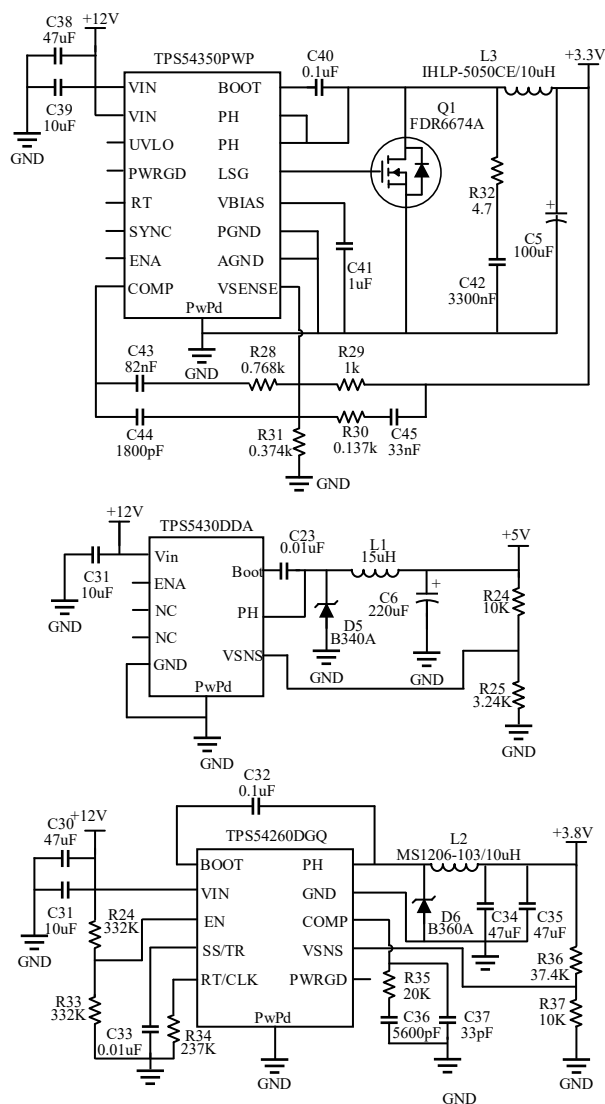 C38
47uF
+12V
TPS54350PWP
C40
0.1uF
L3
IHLP-5050CE/10uH
+3.3V
C39
10uF
GND
VIN
VIN
UVLO
PWRGD
RT
SYNC
ENA
COMP
BOOT
PH
PH
LSG
VBIAS
PGND
AGND
VSENSE
PwPd
Q1
FDR6674A
R32
4.7
+
C5
100uF
C41
1uF
C42
3300nF
GND
C43
82nF
R28
0.768k
R29
1k
C44
1800pF
R31
0.374k
R30
0.137k
C45
33nF
GND
+12V
TPS5430DDA
C23
0.01uF
L1
15uH
+5V
C31
10uF
GND
Vin
ENA
NC
NC
GND
Boot
PH
VSNS
PwPd
D5
B340A
GND
C6
220uF
+
GND
R24
10K
R25
3.24K
GND
GND
C32
0.1uF
C30
47uF
+12V
TPS54260DGQ
L2
MS1206-103/10uH
+3.8V
C31
10uF
GND
R24
332K
BOOT
VIN
EN
SS/TR
RT/CLK
PH
GND
COMP
VSNS
PWRGD
PwPd
D6
B360A
C34
47uF
C35
47uF
GND
R36
37.4K
R33
332K
C33
0.01uF
R34
237K
R35
20K
C36
5600pF
C37
33pF
R37
10K
GND
GND
GND
GND